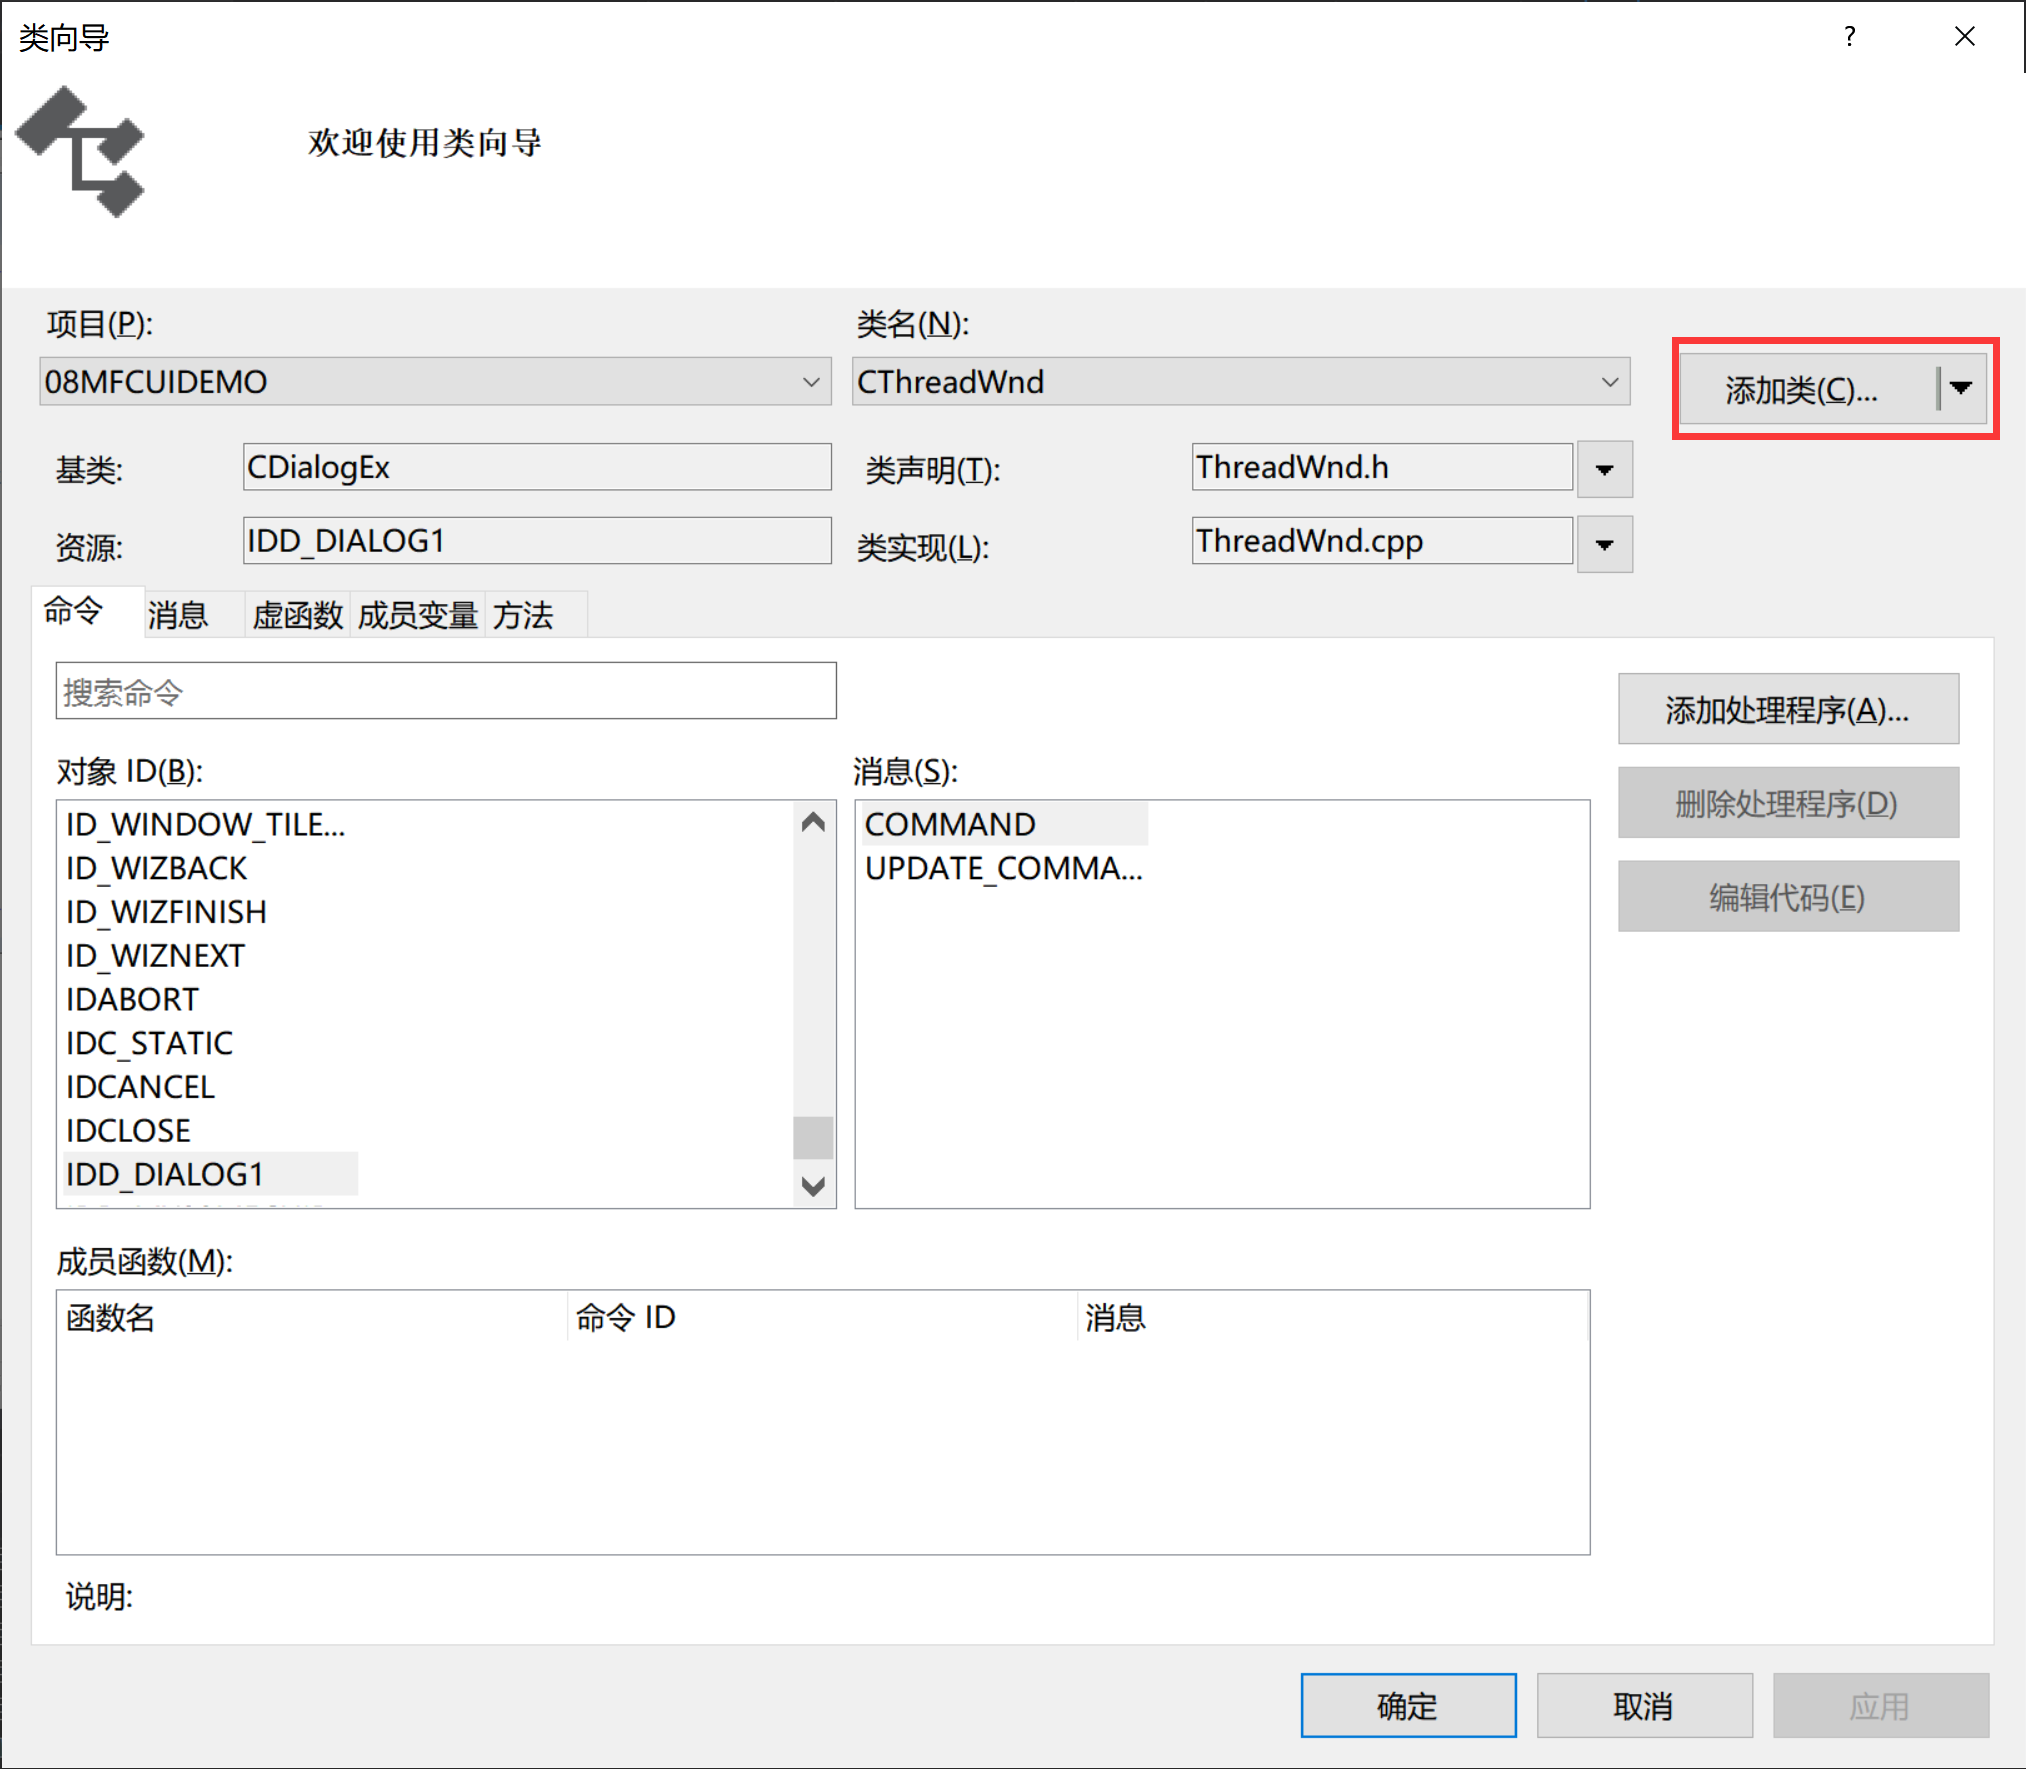 类向导
?
欢迎使用类向导
项目(P):
类名(N):
08MFCUIDEMO
CThreadWnd
添加类(C)...
基类:
CDialogEx
类声明(T):
ThreadWnd.h
资源:
IDD_DIALOG1
类实现(L):
ThreadWnd.cpp
命令 消息 虚函数 成员变量 方法
搜索命令
添加处理程序(A)...
删除处理程序(D)
编辑代码(E)
对象 ID(B):
消息(S):
ID_WINDOW_TILE...
ID_WIZBACK
ID_WIZFINISH
ID_WIZNEXT
IDABORT
IDC_STATIC
IDCANCEL
IDCLOSE
IDD_DIALOG1
COMMAND
UPDATE_COMMA...
成员函数(M):
函数名 命令 ID 消息
说明:
确定
取消
应用